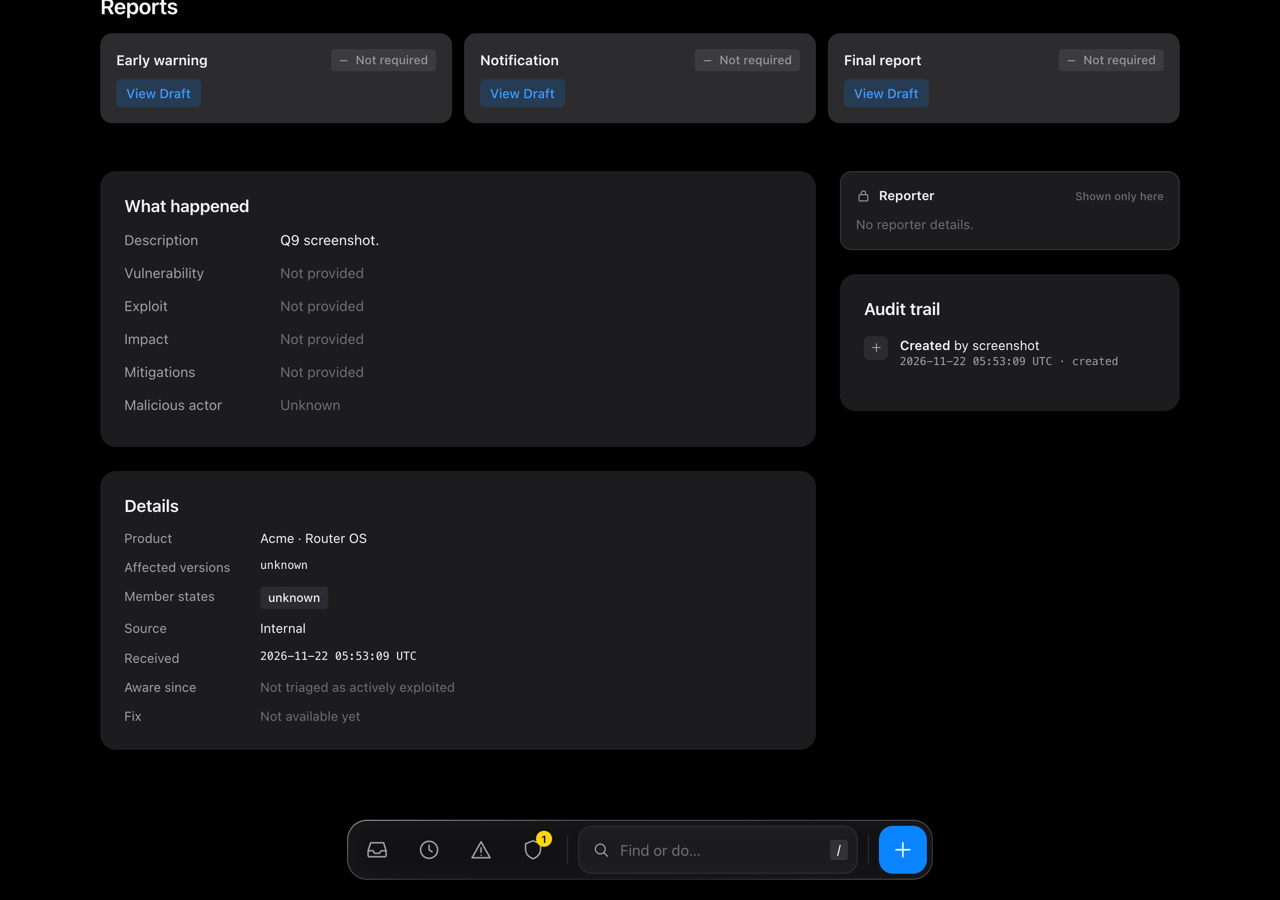 Reports
Early warning
— Not required
View Draft
Notification
— Not required
View Draft
Final report
— Not required
View Draft
What happened
Description Q9 screenshot.
Vulnerability Not provided
Exploit Not provided
Impact Not provided
Mitigations Not provided
Malicious actor Unknown
Reporter Shown only here
No reporter details.
Audit trail
+ Created by screenshot
2026-11-22 05:53:09 UTC · created
Details
Product Acme · Router OS
Affected versions unknown
Member states unknown
Source Internal
Received 2026-11-22 05:53:09 UTC
Aware since Not triaged as actively exploited
Fix Not available yet
1
Find or do... /